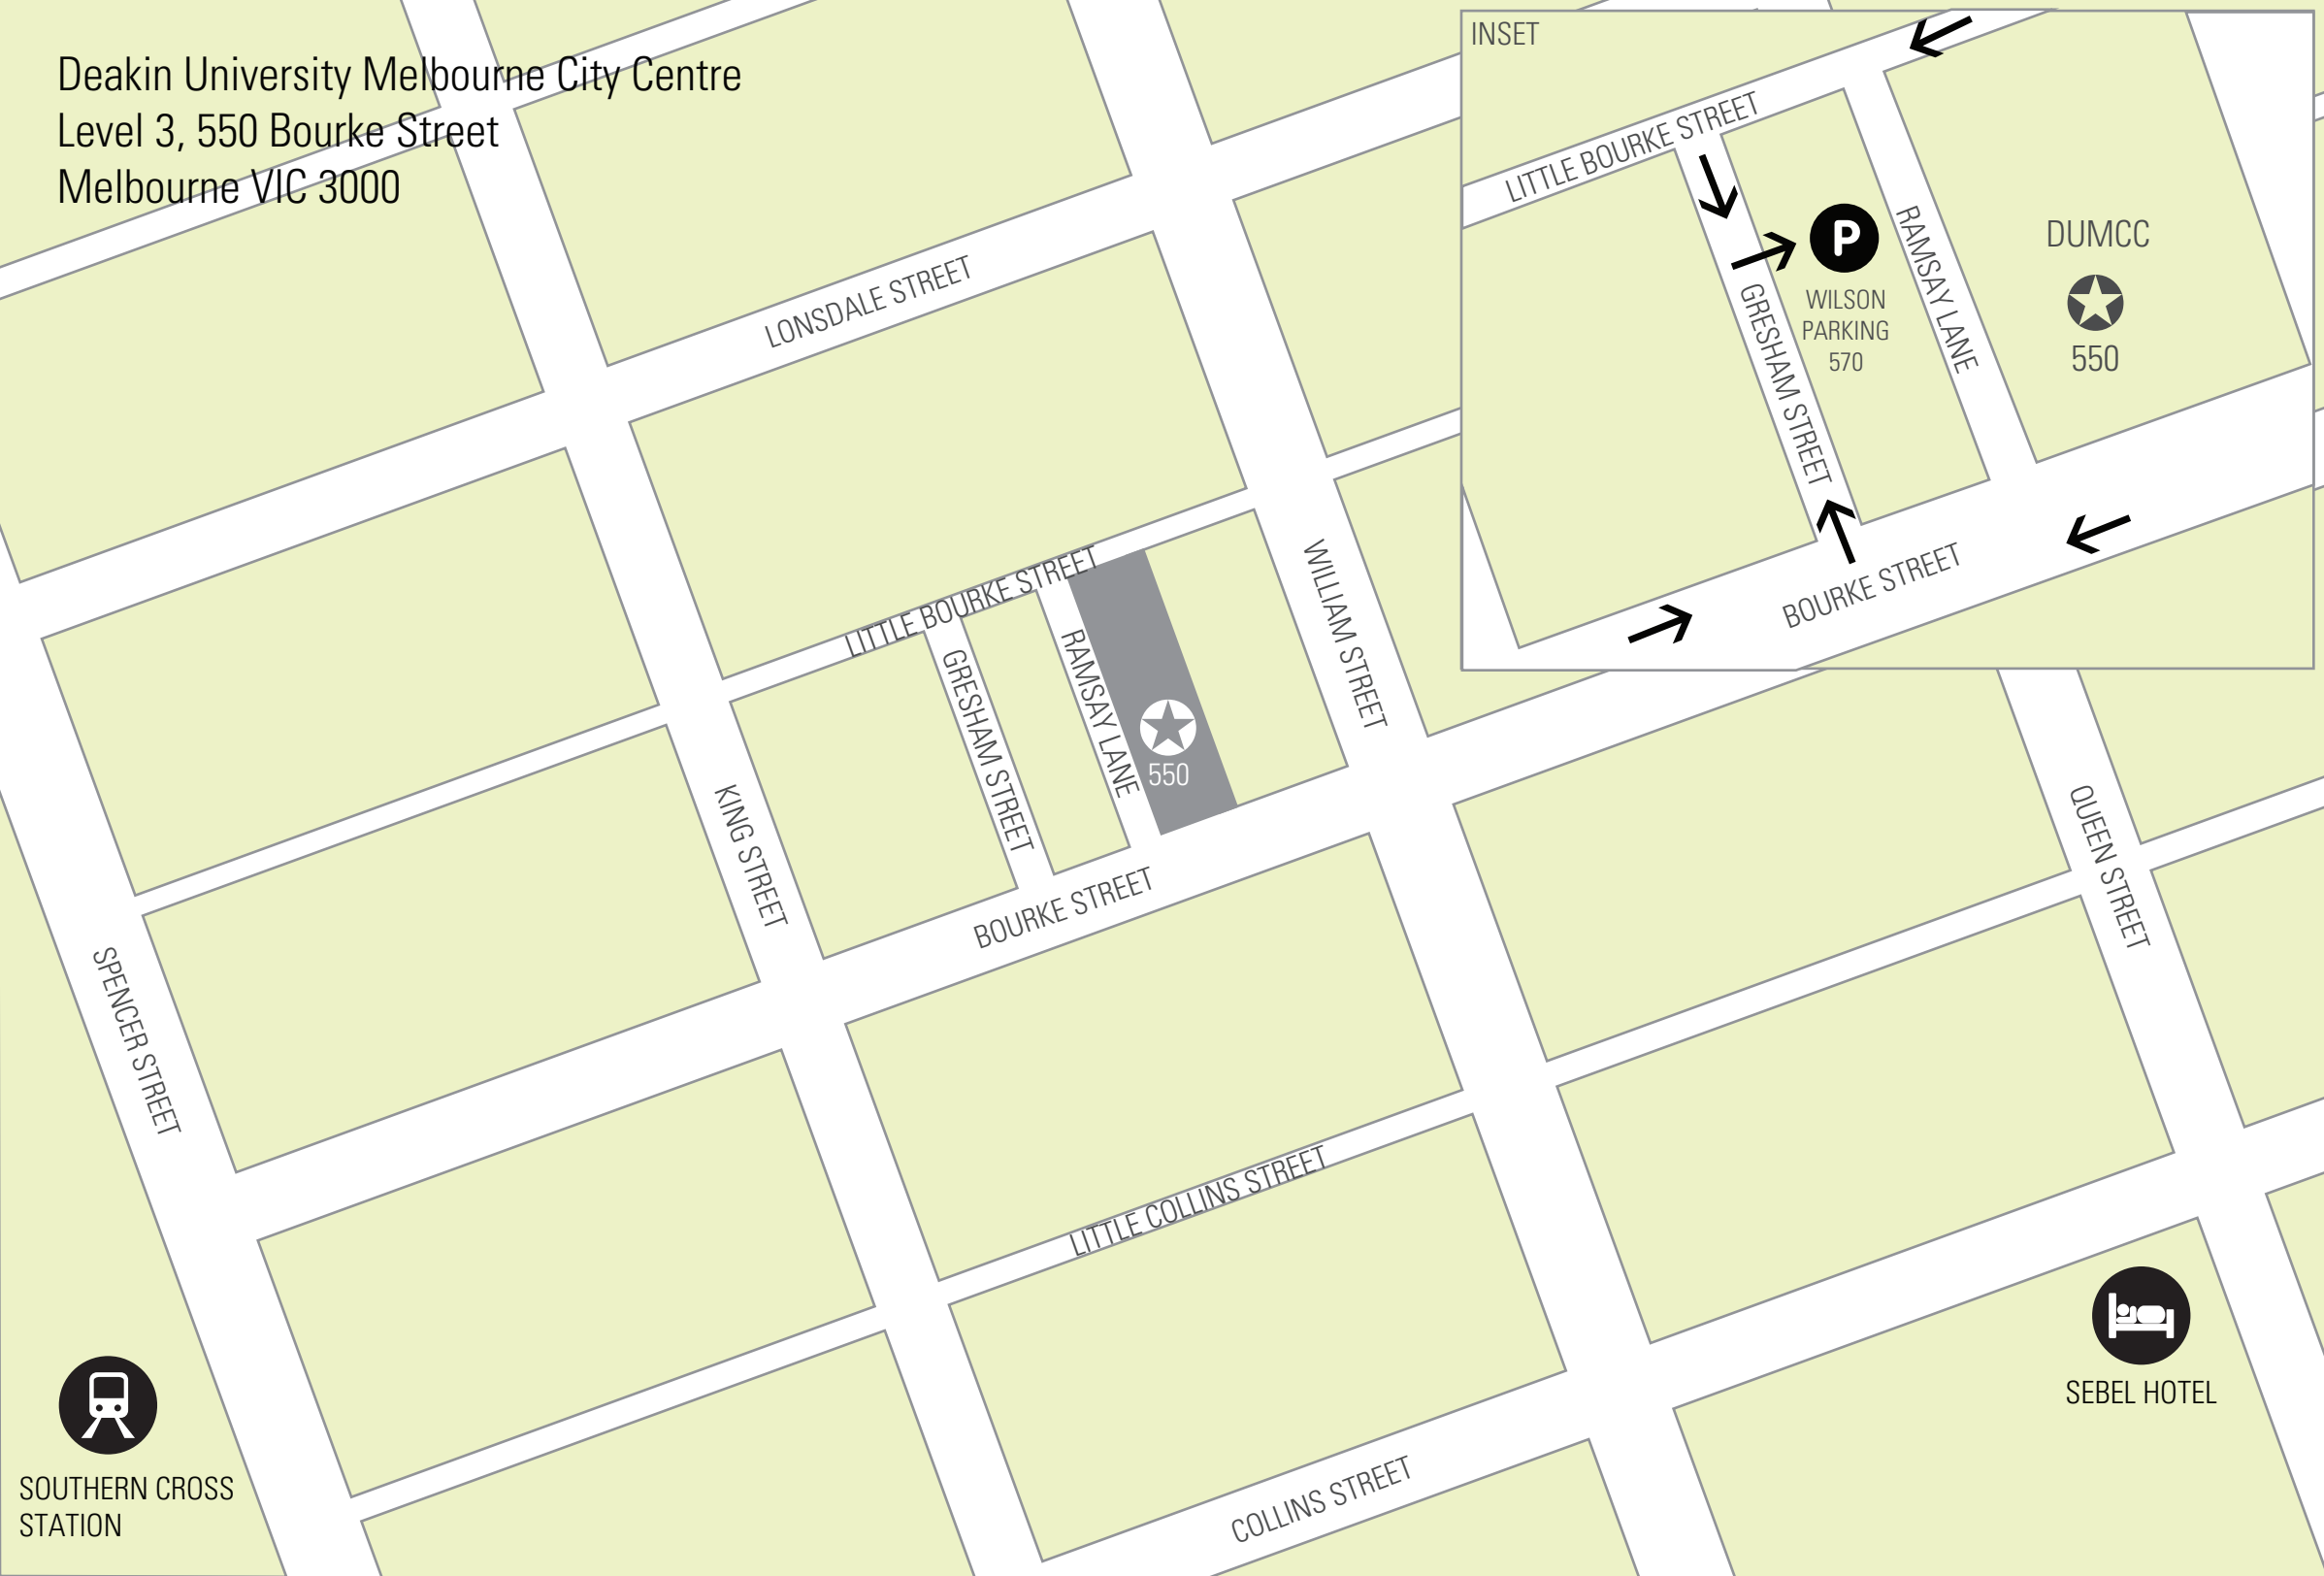 Deakin University Melbourne City Centre
Level 3, 550 Bourke Street
Melbourne VIC 3000
INSET
LITTLE BOURKE STREET
P
WILSON
PARKING
570
GRESHAM STREET
RAMSAY LANE
DUMCC
550
BOURKE STREET
LONSDALE STREET
LITTLE BOURKE STREET
GRESHAM STREET
RAMSAY LANE
550
WILLIAM STREET
KING STREET
BOURKE STREET
QUEEN STREET
SPENCER STREET
LITTLE COLLINS STREET
COLLINS STREET
SEBEL HOTEL
SOUTHERN CROSS
STATION